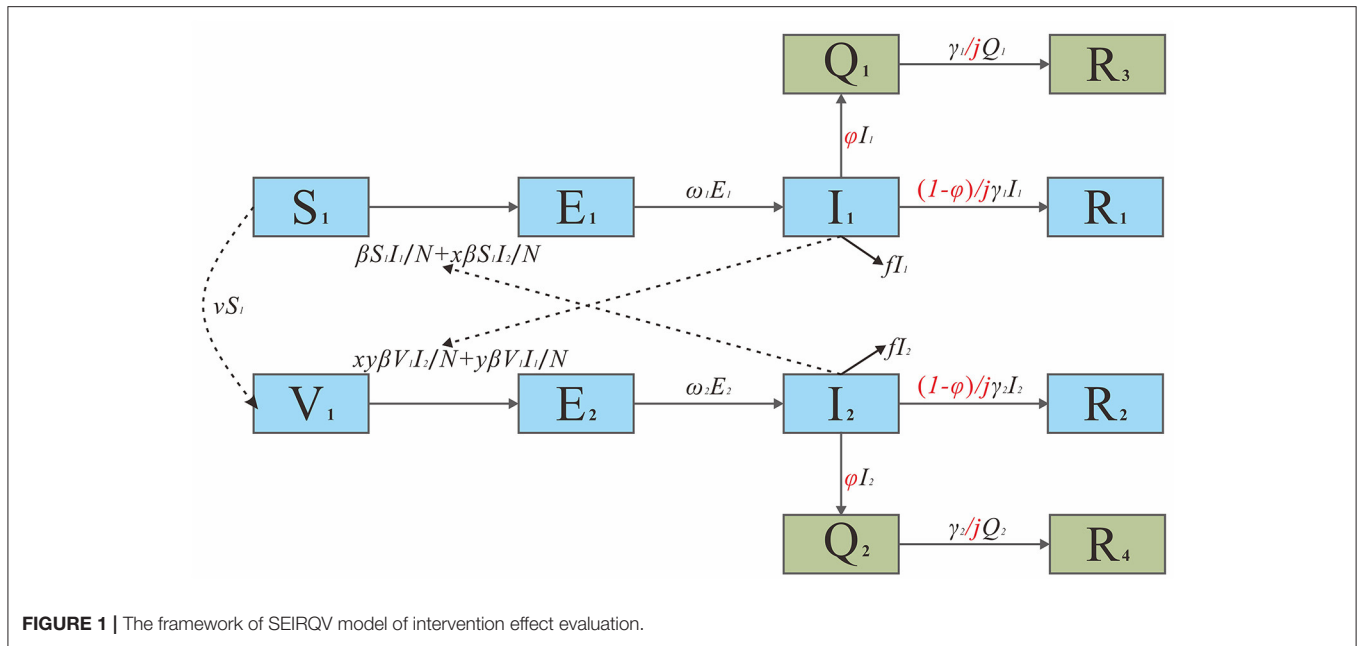 Q₁
γ₁/jQ₁
R₃
φI₁
S₁
E₁
ω₁E₁
I₁
(1-φ)/jγ₁I₁
R₁
βS₁I₁/N+xβS₁I₂/N
fI₁
vS₁
xyβV₁I₂/N+yβV₁I₁/N
fI₂
V₁
E₂
ω₂E₂
I₂
(1-φ)/jγ₂I₂
R₂
φI₂
Q₂
γ₂/jQ₂
R₄
FIGURE 1 | The framework of SEIRQV model of intervention effect evaluation.